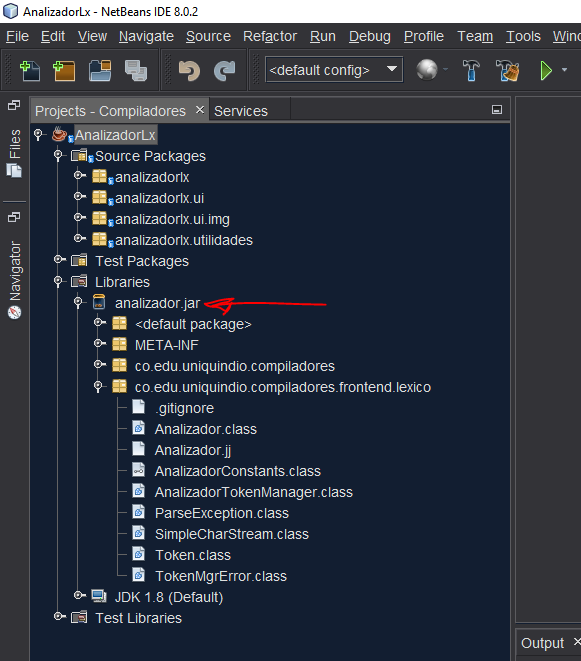 AnalizadorLx - NetBeans IDE 8.0.2
File Edit View Navigate Source Refactor Run Debug Profile Team Tools Window
<default config>
Projects - Compiladores × Services
Files
Navigator
AnalizadorLx
Source Packages
analizadorlx
analizadorlx.ui
analizadorlx.ui.img
analizadorlx.utilidades
Test Packages
Libraries
analizador.jar
<default package>
META-INF
co.edu.uniquindio.compiladores
co.edu.uniquindio.compiladores.frontend.lexico
.gitignore
Analizador.class
Analizador.jj
AnalizadorConstants.class
AnalizadorTokenManager.class
ParseException.class
SimpleCharStream.class
Token.class
TokenMgrError.class
JDK 1.8 (Default)
Test Libraries
Output ×